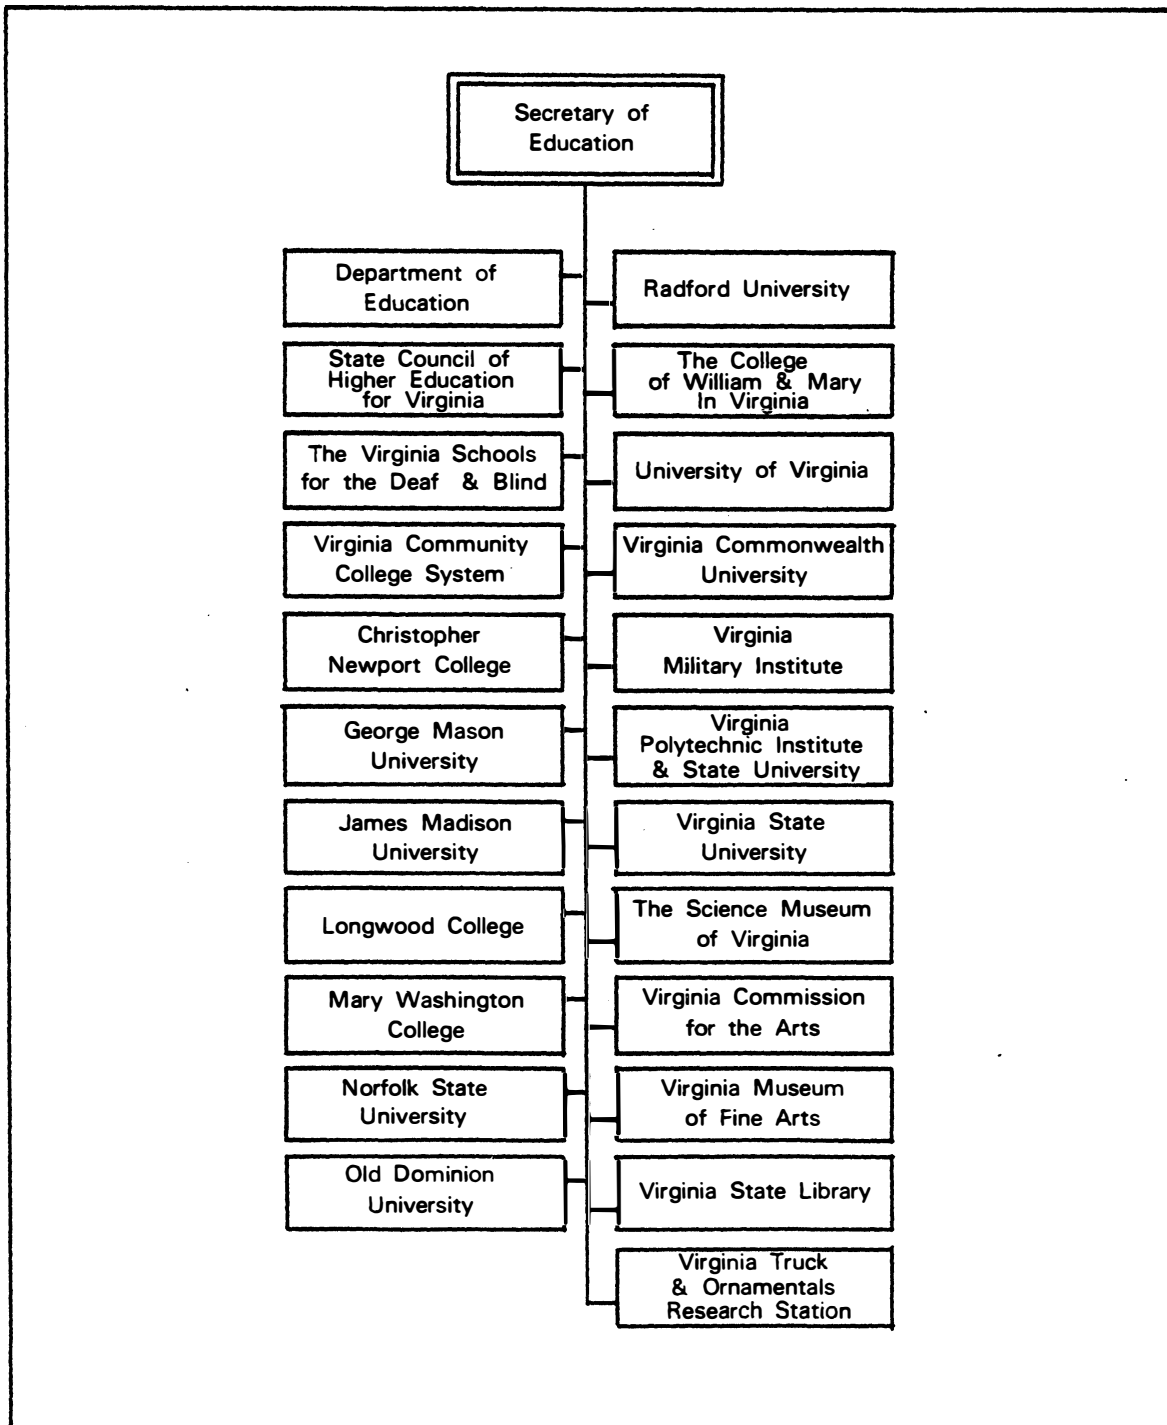 Secretary of
Education
Department of
Education
Radford University
State Council of
Higher Education
for Virginia
The College
of William & Mary
In Virginia
The Virginia Schools
for the Deaf & Blind
University of Virginia
Virginia Community
College System
Virginia Commonwealth
University
Christopher
Newport College
Virginia
Military Institute
George Mason
University
Virginia
Polytechnic Institute
& State University
James Madison
University
Virginia State
University
Longwood College
The Science Museum
of Virginia
Mary Washington
College
Virginia Commission
for the Arts
Norfolk State
University
Virginia Museum
of Fine Arts
Old Dominion
University
Virginia State Library
Virginia Truck
& Ornamentals
Research Station